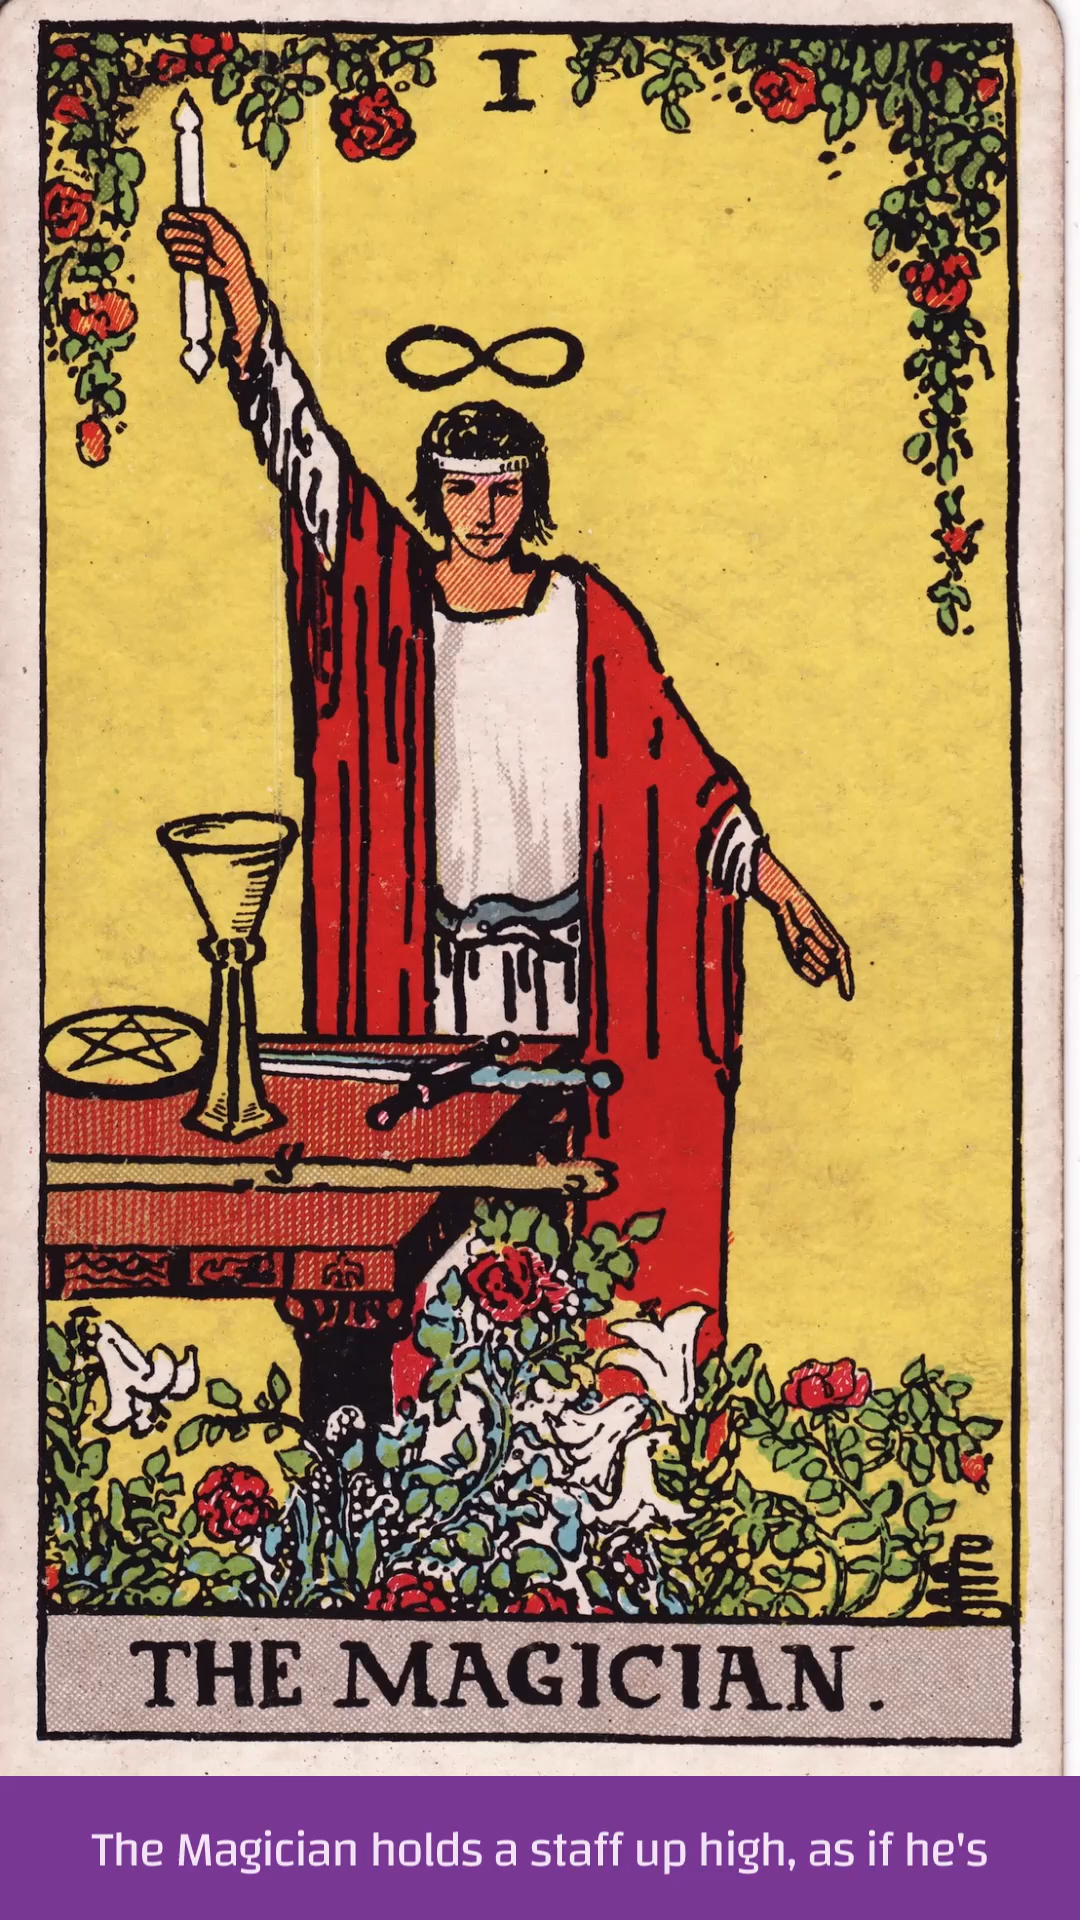 I
THE MAGICIAN.
The Magician holds a staff up high, as if he's